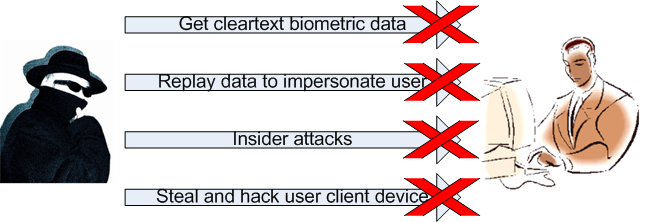 Get cleartext biometric data
Replay data to impersonate user
Insider attacks
Steal and hack user client device